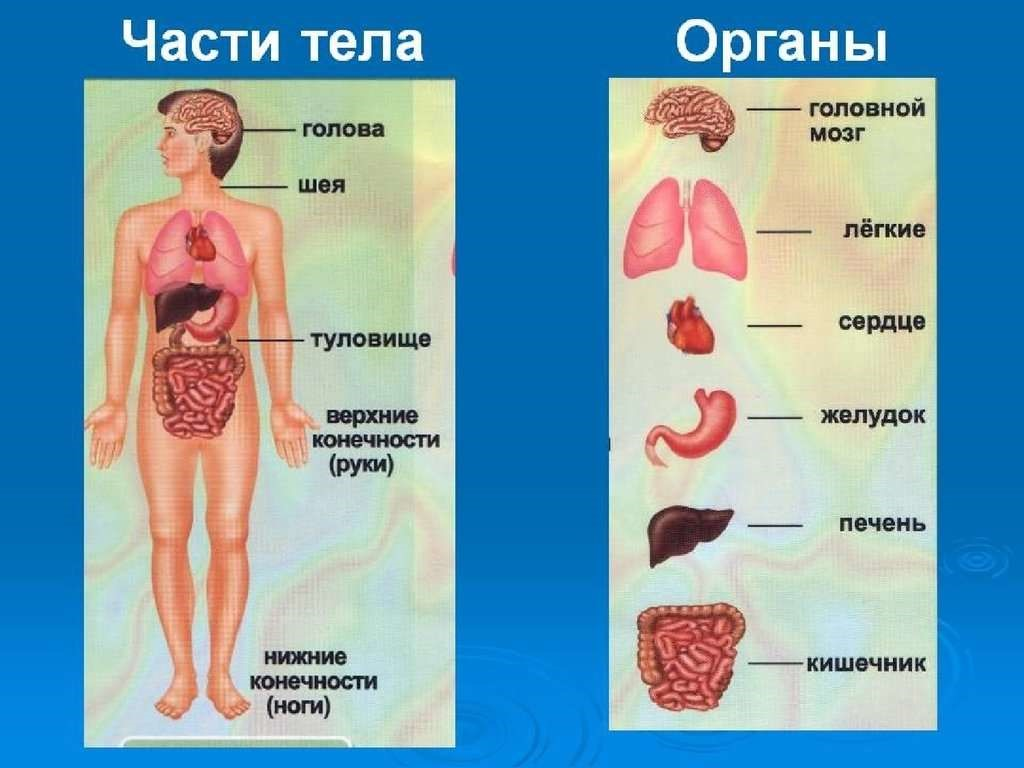 Части тела
голова
шея
туловище
верхние
конечности
(руки)
нижние
конечности
(ноги)
Органы
головной
мозг
лёгкие
сердце
желудок
печень
кишечник